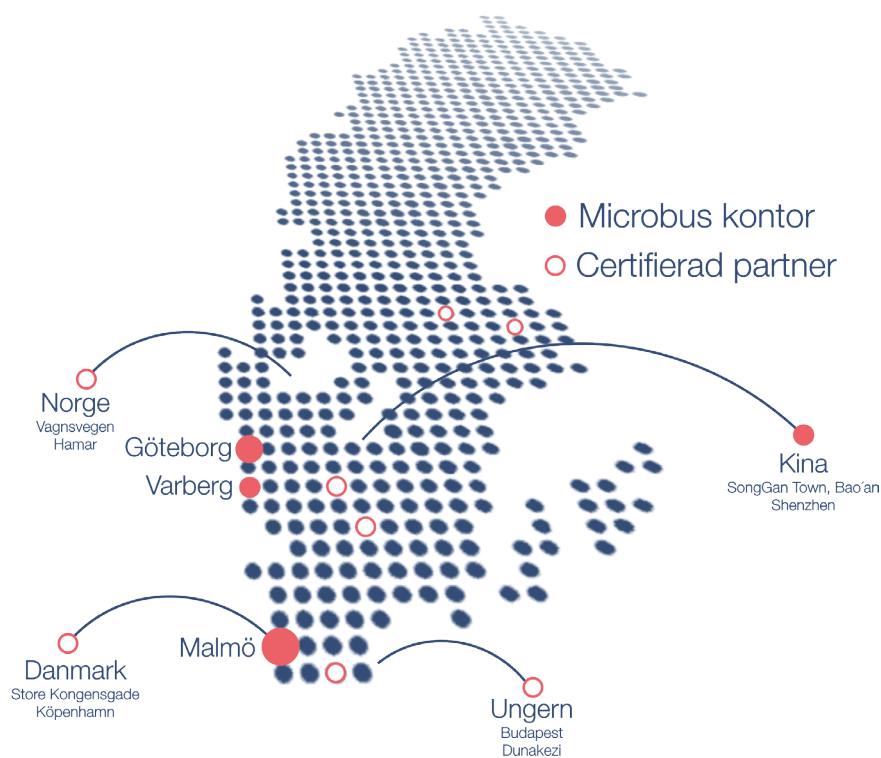 Microbus kontor
Certifierad partner
Norge
Vagnsvegen
Hamar
Göteborg
Varberg
Kina
SongGan Town, Bao´an
Shenzhen
Malmö
Danmark
Store Kongensgade
Köpenhamn
Ungern
Budapest
Dunakezi